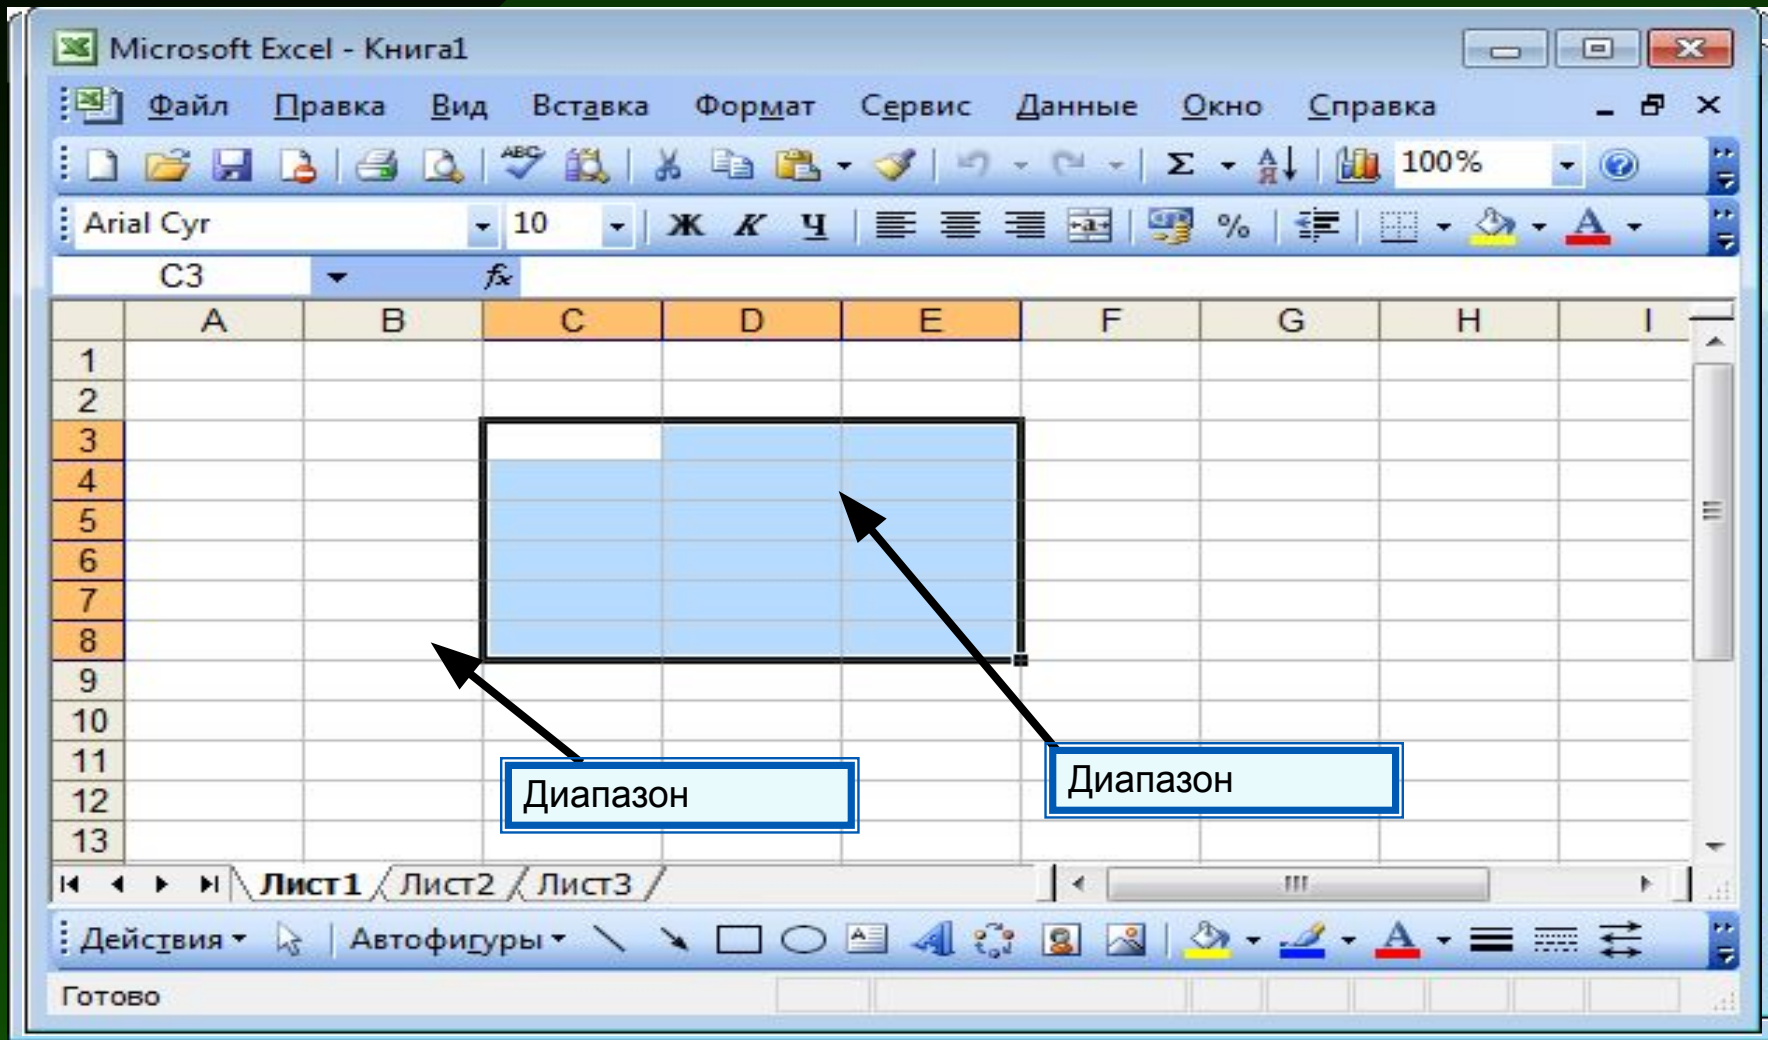 Microsoft Excel - Книга1
Файл Правка Вид Вставка Формат Сервис Данные Окно Справка
ABC Σ А Я 100%
Arial Cyr 10 Ж К Ч a % A
C3 fx
A B C D E F G H I
1
2
3
4
5
6
7
8
9
10
11
12
13
Диапазон Диапазон
Лист1 Лист2 Лист3
Действия Автофигуры A A A
Готово